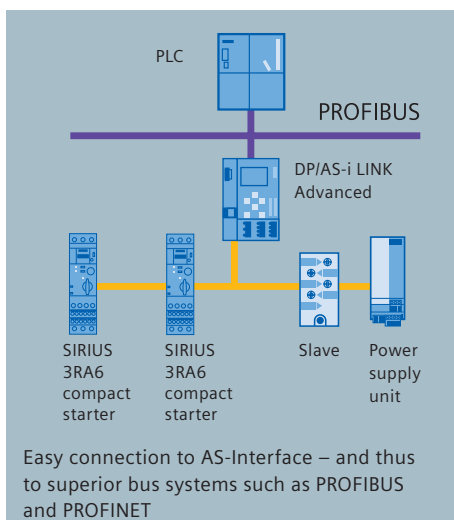 PLC
PROFIBUS
DP/AS-i LINK
Advanced
SIRIUS
3RA6
compact
starter
SIRIUS
3RA6
compact
starter
Slave
Power
supply
unit
Easy connection to AS-Interface – and thus
to superior bus systems such as PROFIBUS
and PROFINET